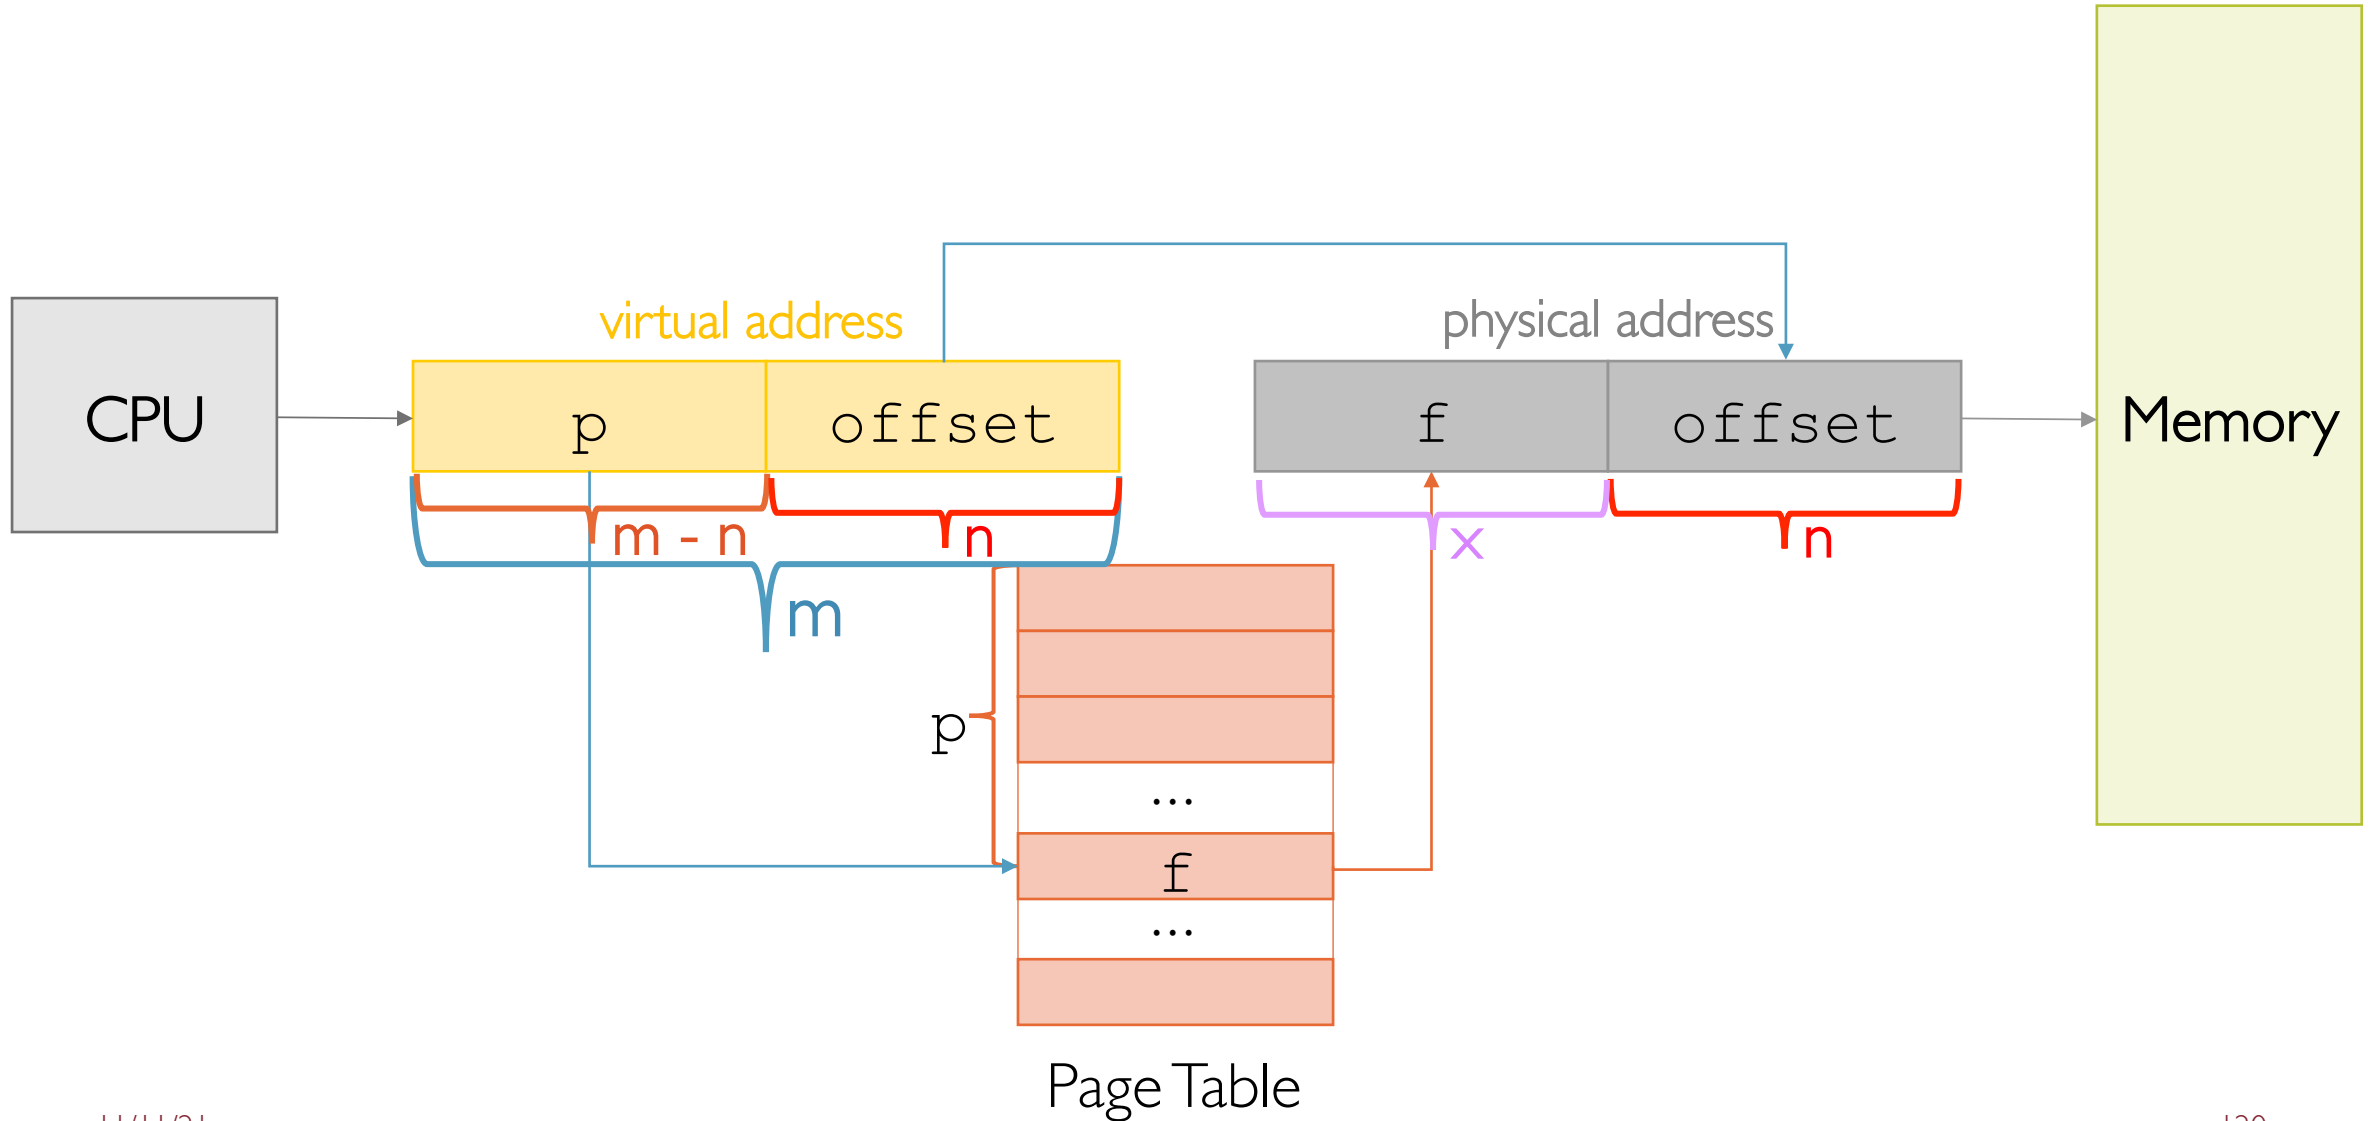 virtual address
physical address
CPU
p
offset
f
offset
Memory
m - n
n
x
n
m
p
...
f
...
Page Table